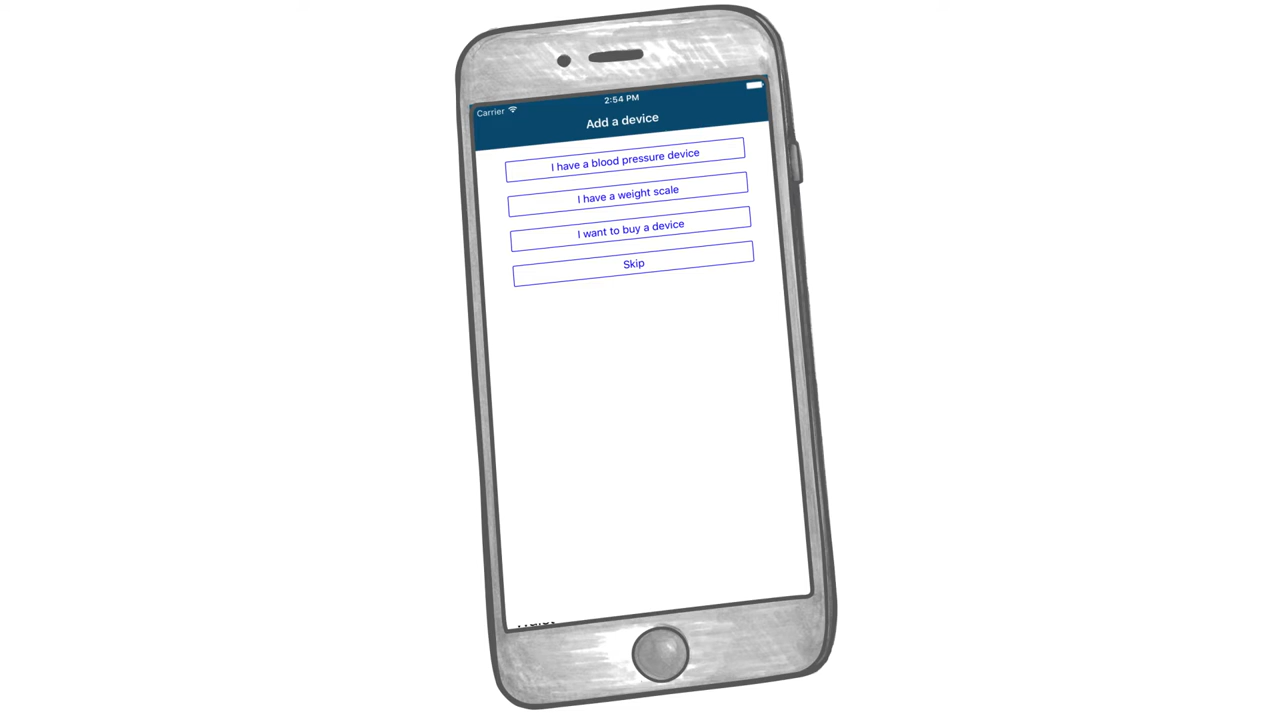 2:54 PM
Carrier
Add a device
I have a blood pressure device
I have a weight scale
I want to buy a device
Skip